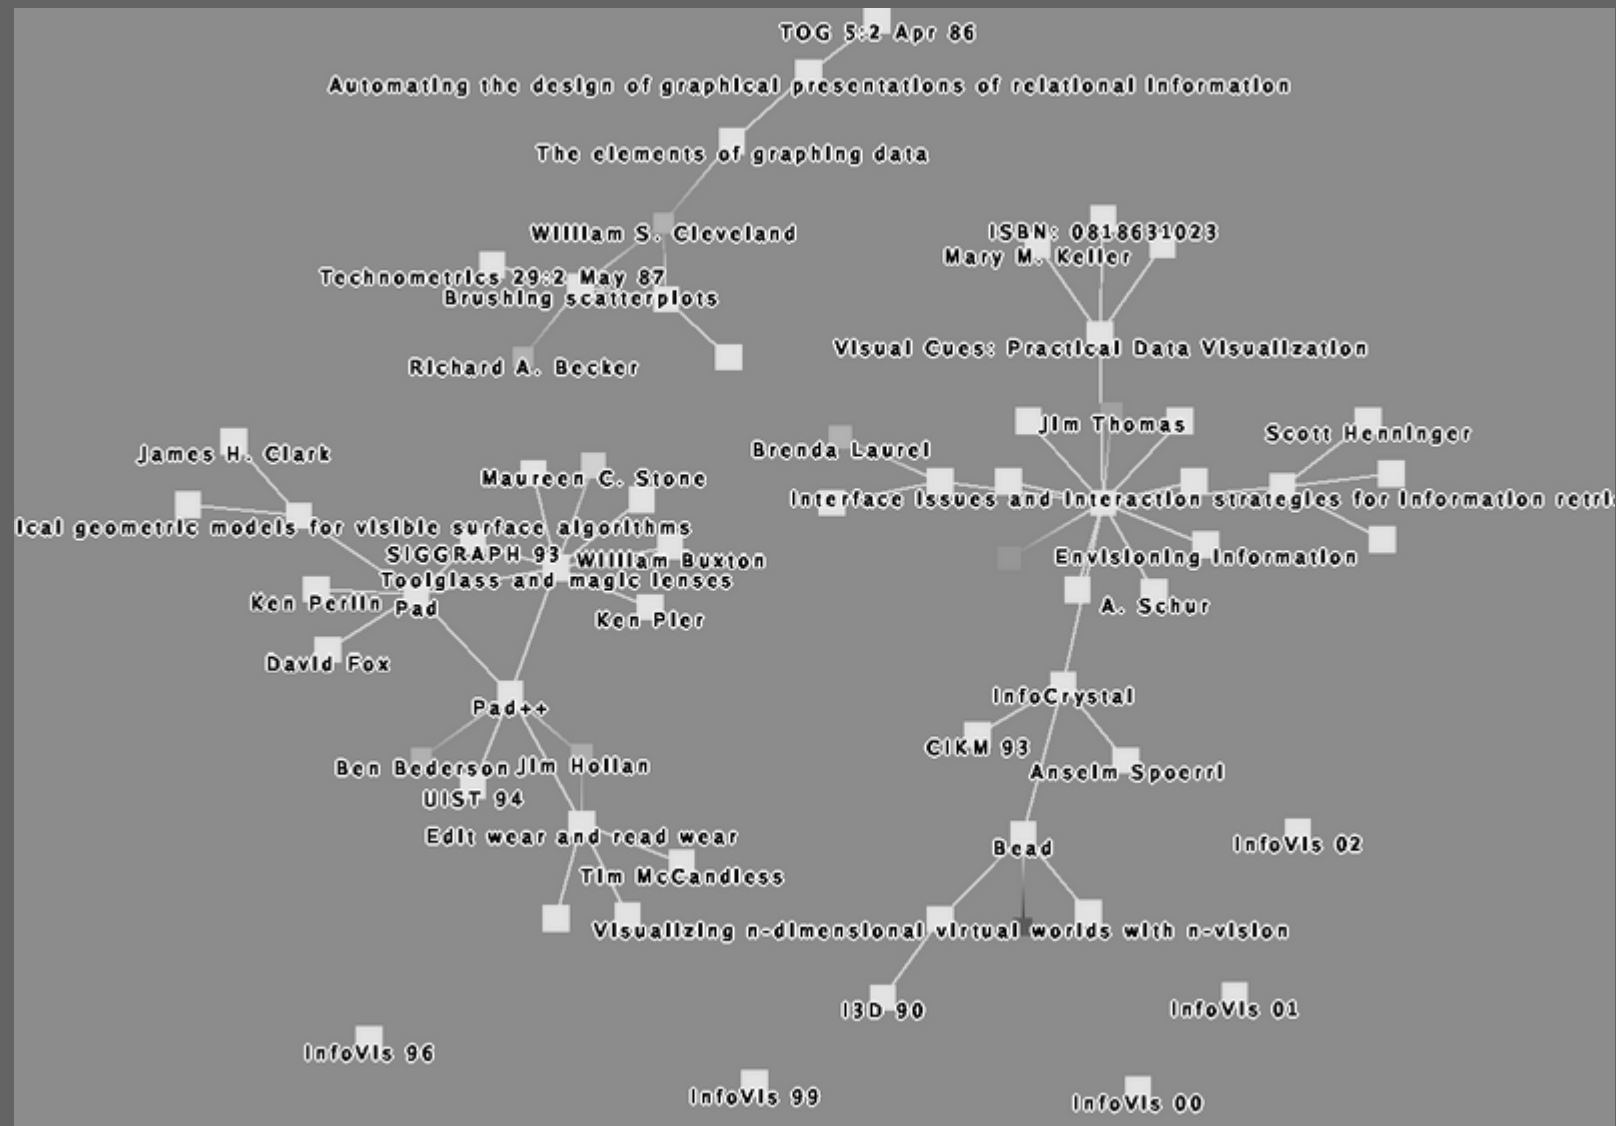 TOG 5:2 Apr 86
Automating the design of graphical presentations of relational information
The elements of graphing data
William S. Cleveland
ISBN: 0818631023
Mary M. Keller
Technometrics 29:2 May 87
Brushing scatterplots
Visual Cues: Practical Data Visualization
Richard A. Becker
Jim Thomas
Scott Henninger
Brenda Laurel
James H. Clark
Maureen C. Stone
Interface issues and interaction strategies for information retri
ical geometric models for visible surface algorithms
SIGGRAPH 93
William Buxton
Envisioning information
Toolglass and magic lenses
Ken Perlin
Pad
A. Schur
Ken Pier
David Fox
InfoCrystal
Pad++
CIKM 93
Ben Bederson
Jim Hollan
Anselm Spoerri
UIST 94
Edit wear and read wear
Bead
InfoVis 02
Tim McCandless
Visualizing n-dimensional virtual worlds with n-vision
I3D 90
InfoVis 01
InfoVis 96
InfoVis 99
InfoVis 00